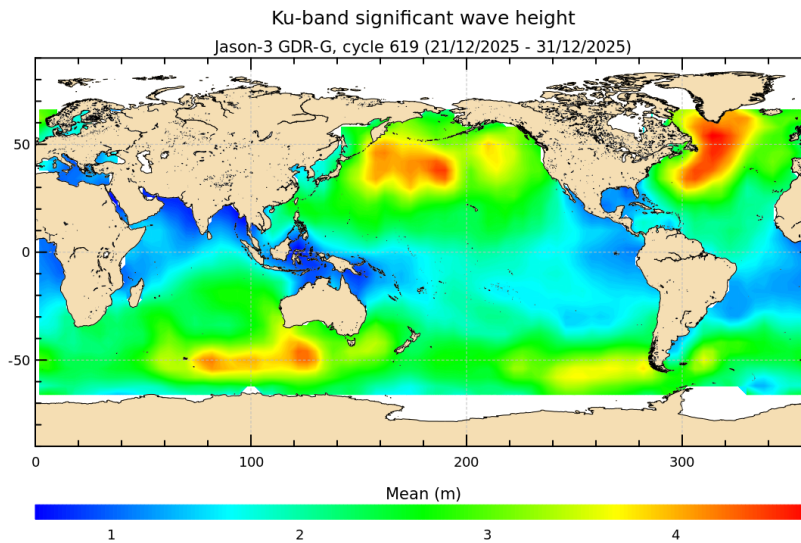 Ku-band significant wave height
Jason-3 GDR-G, cycle 619 (21/12/2025 - 31/12/2025)
50
0
-50
0 100 200 300
Mean (m)
1 2 3 4